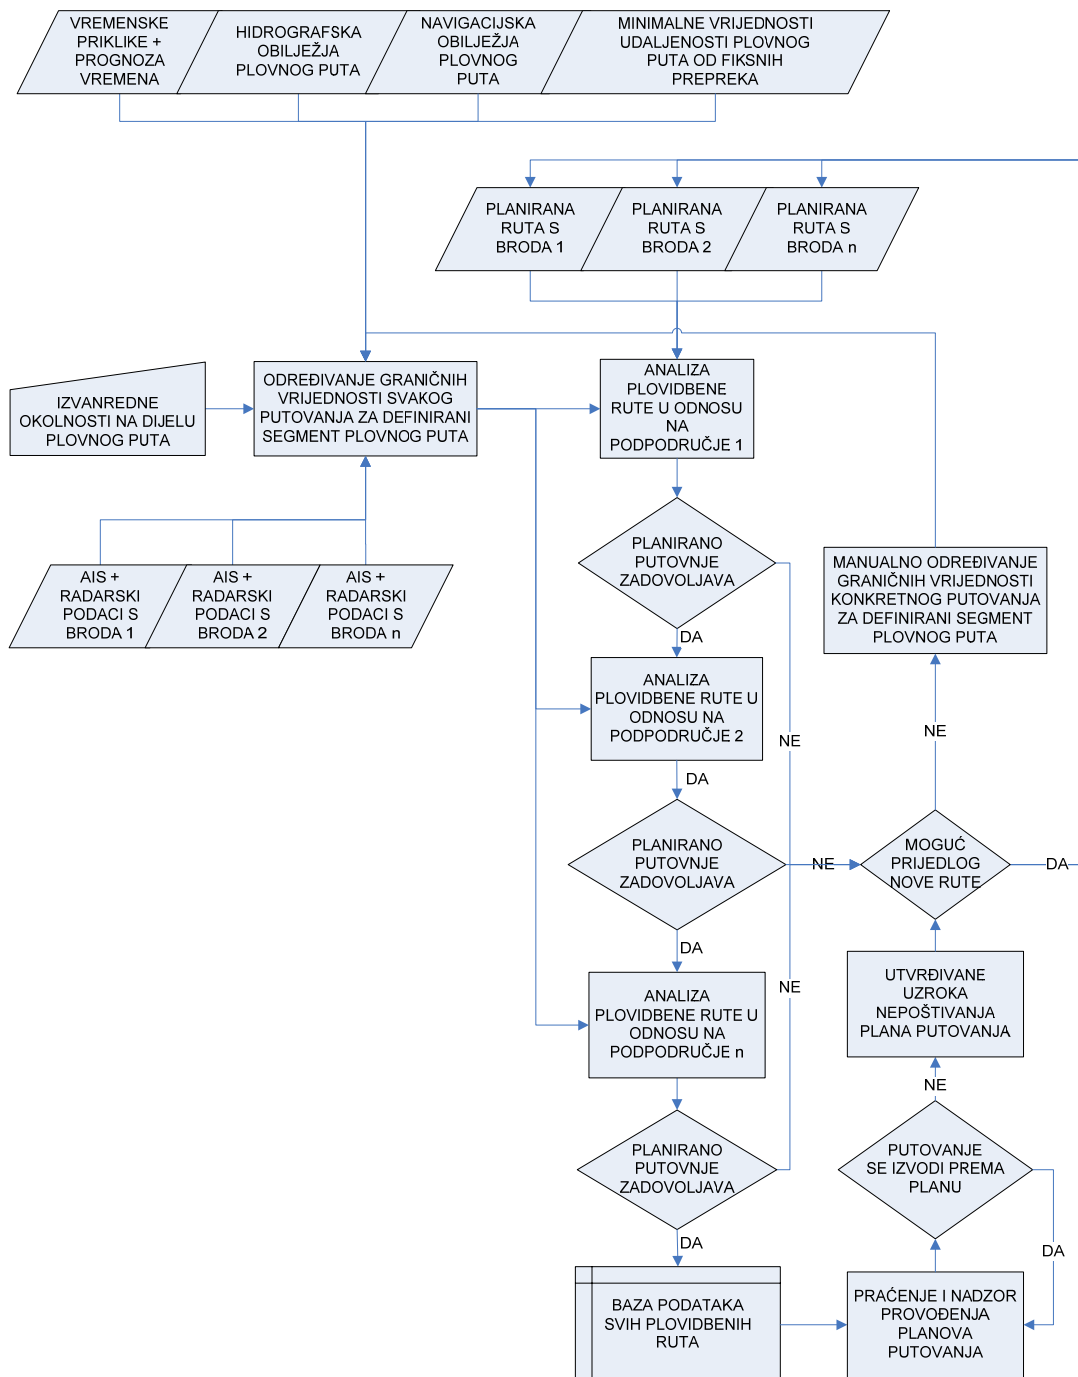 VREMENSKE
PRIKLIKE +
PROGNOZA
VREMENA
HIDROGRAFSKA
OBILJEŽJA
PLOVNOG PUTA
NAVIGACIJSKA
OBILJEŽJA
PLOVNOG
PUTA
MINIMALNE VRIJEDNOSTI
UDALJENOSTI PLOVNOG
PUTA OD FIKSNIH
PREPREKA
PLANIRANA
RUTA S
BRODA 1
PLANIRANA
RUTA S
BRODA 2
PLANIRANA
RUTA S
BRODA n
IZVANREDNE
OKOLNOSTI NA DIJELU
PLOVNOG PUTA
ODREĐIVANJE GRANIČNIH
VRIJEDNOSTI SVAKOG
PUTOVANJA ZA DEFINIRANI
SEGMENT PLOVNOG PUTA
ANALIZA
PLOVIDBENE
RUTE U ODNOSU
NA
PODPODRUČJE 1
AIS +
RADARSKI
PODACI S
BRODA 1
AIS +
RADARSKI
PODACI S
BRODA 2
AIS +
RADARSKI
PODACI S
BRODA n
PLANIRANO
PUTOVNJE
ZADOVOLJAVA
MANUALNO ODREĐIVANJE
GRANIČNIH VRIJEDNOSTI
KONKRETNOG PUTOVANJA
ZA DEFINIRANI SEGMENT
PLOVNOG PUTA
DA
ANALIZA
PLOVIDBENE RUTE U
ODNOSU NA
PODPODRUČJE 2
NE
NE
DA
PLANIRANO
PUTOVNJE
ZADOVOLJAVA
NE
MOGUĆ
PRIJEDLOG
NOVE RUTE
DA
DA
ANALIZA
PLOVIDBENE RUTE U
ODNOSU NA
PODPODRUČJE n
NE
UTVRĐIVANE
UZROKA
NEPOŠTIVANJA
PLANA PUTOVANJA
NE
PLANIRANO
PUTOVNJE
ZADOVOLJAVA
PUTOVANJE
SE IZVODI PREMA
PLANU
DA
DA
BAZA PODATAKA
SVIH PLOVIDBENIH
RUTA
PRAĆENJE I NADZOR
PROVOĐENJA
PLANOVA
PUTOVANJA